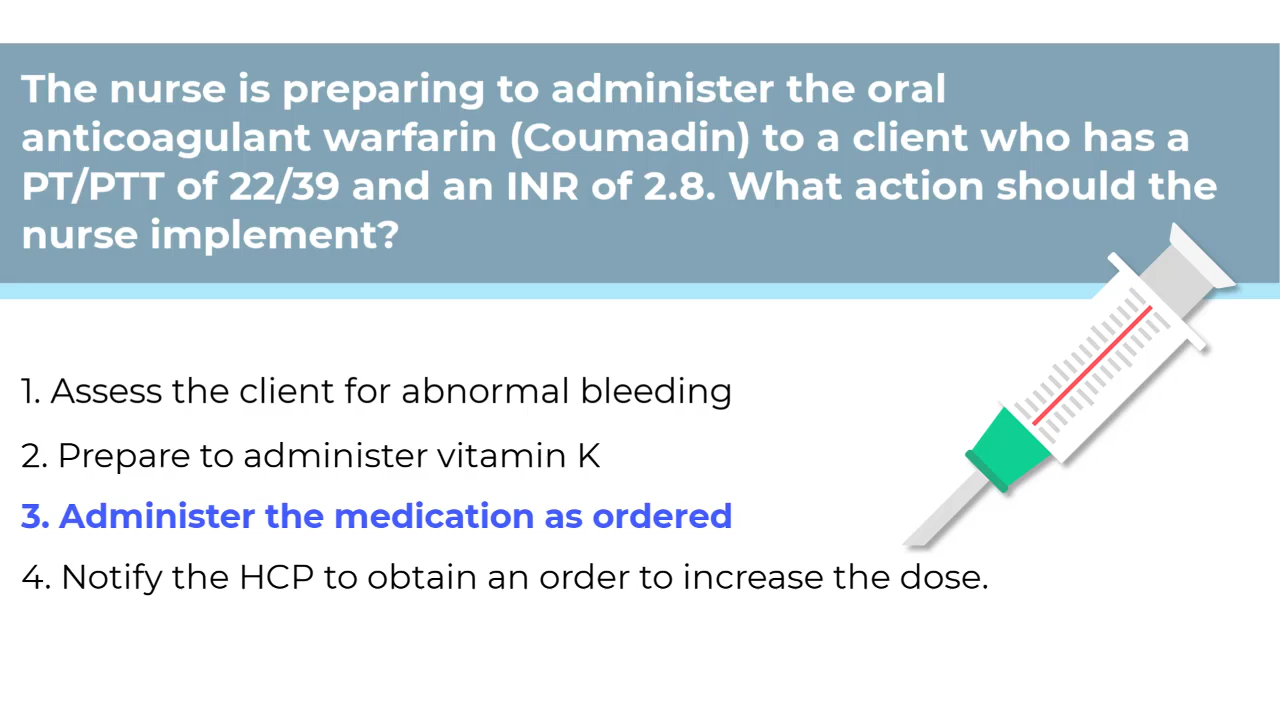 The nurse is preparing to administer the oral
anticoagulant warfarin (Coumadin) to a client who has a
PT/PTT of 22/39 and an INR of 2.8. What action should the
nurse implement?
1. Assess the client for abnormal bleeding
2. Prepare to administer vitamin K
3. Administer the medication as ordered
4. Notify the HCP to obtain an order to increase the dose.